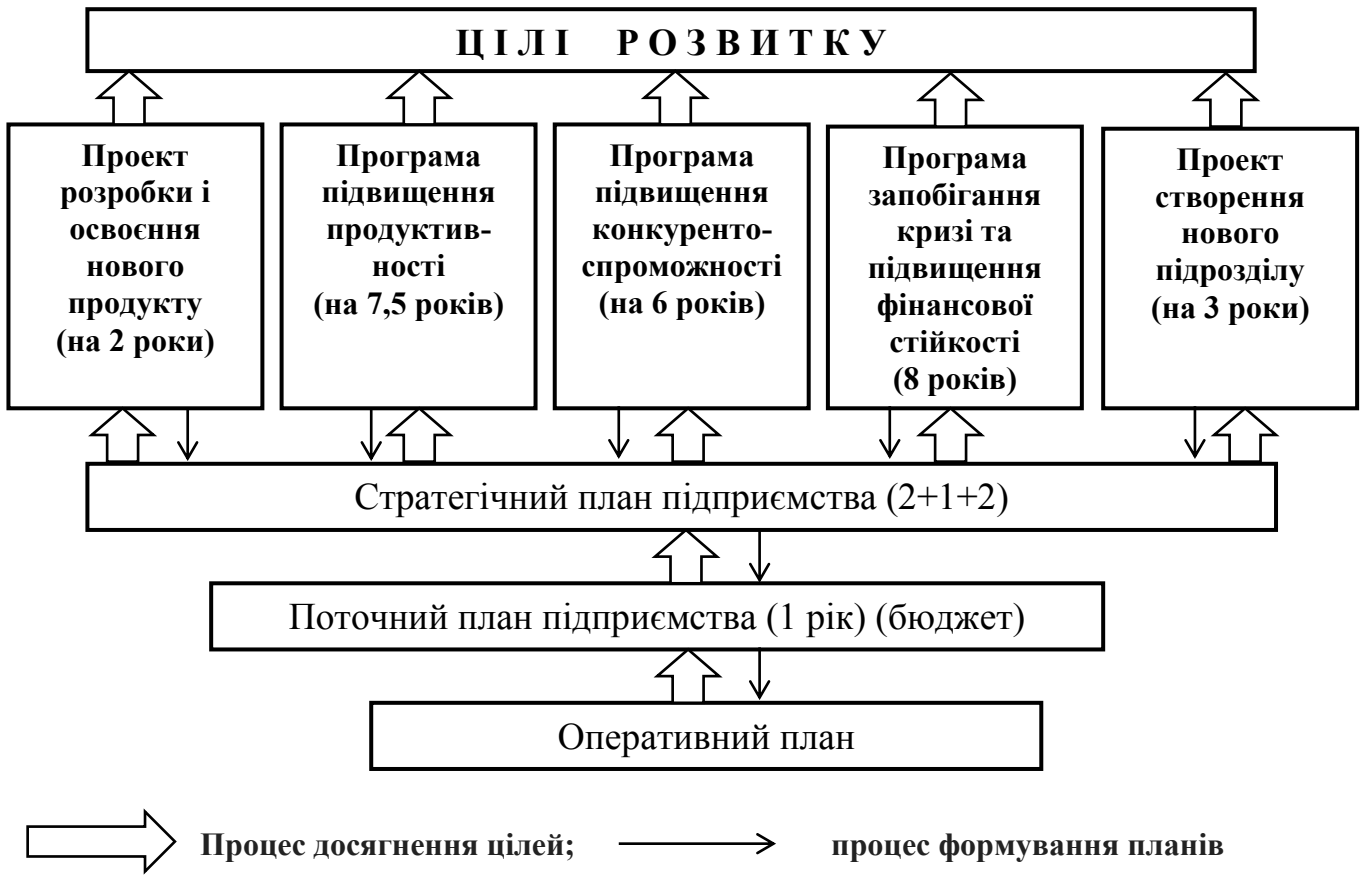 Ц І Л І Р О З В И Т К У
Проект
розробки і
освоєння
нового
продукту
(на 2 роки)
Програма
підвищення
продуктив-
ності
(на 7,5 років)
Програма
підвищення
конкуренто-
спроможності
(на 6 років)
Програма
запобігання
кризі та
підвищення
фінансової
стійкості
(8 років)
Проект
створення
нового
підрозділу
(на 3 роки)
Стратегічний план підприємства (2+1+2)
Поточний план підприємства (1 рік) (бюджет)
Оперативний план
Процес досягнення цілей; процес формування планів